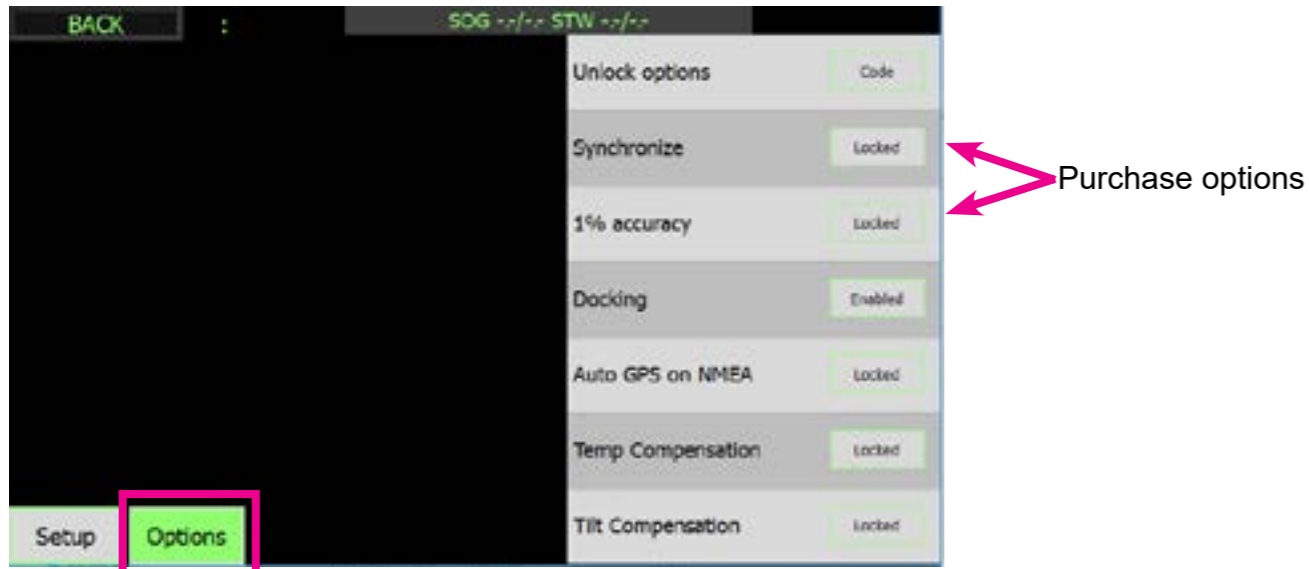 BACK : SOG -.-/-.- STW -.-/-.-
Unlock options Code
Synchronize Locked
Purchase options
1% accuracy Locked
Docking Enabled
Auto GPS on NMEA Locked
Temp Compensation Locked
Tilt Compensation Locked
Setup Options